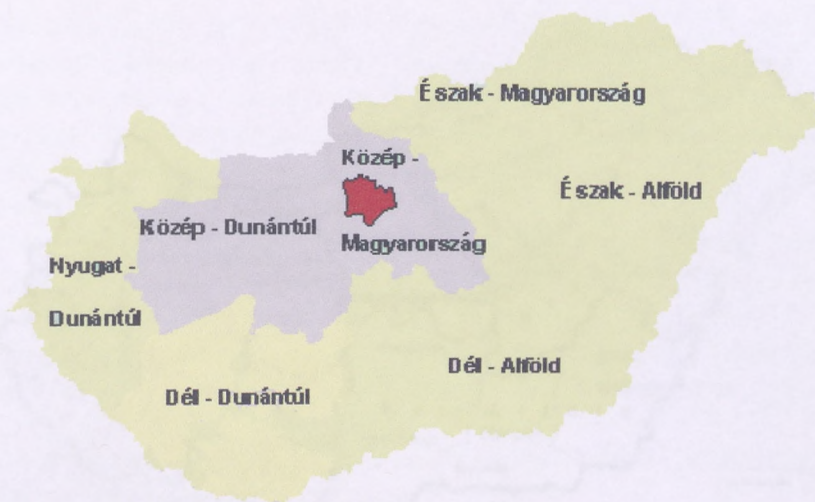 Észak - Magyarország
Közép -
Magyarország
Észak - Alföld
Közép - Dunántúl
Nyugat -
Dunántúl
Dél - Alföld
Dél - Dunántúl